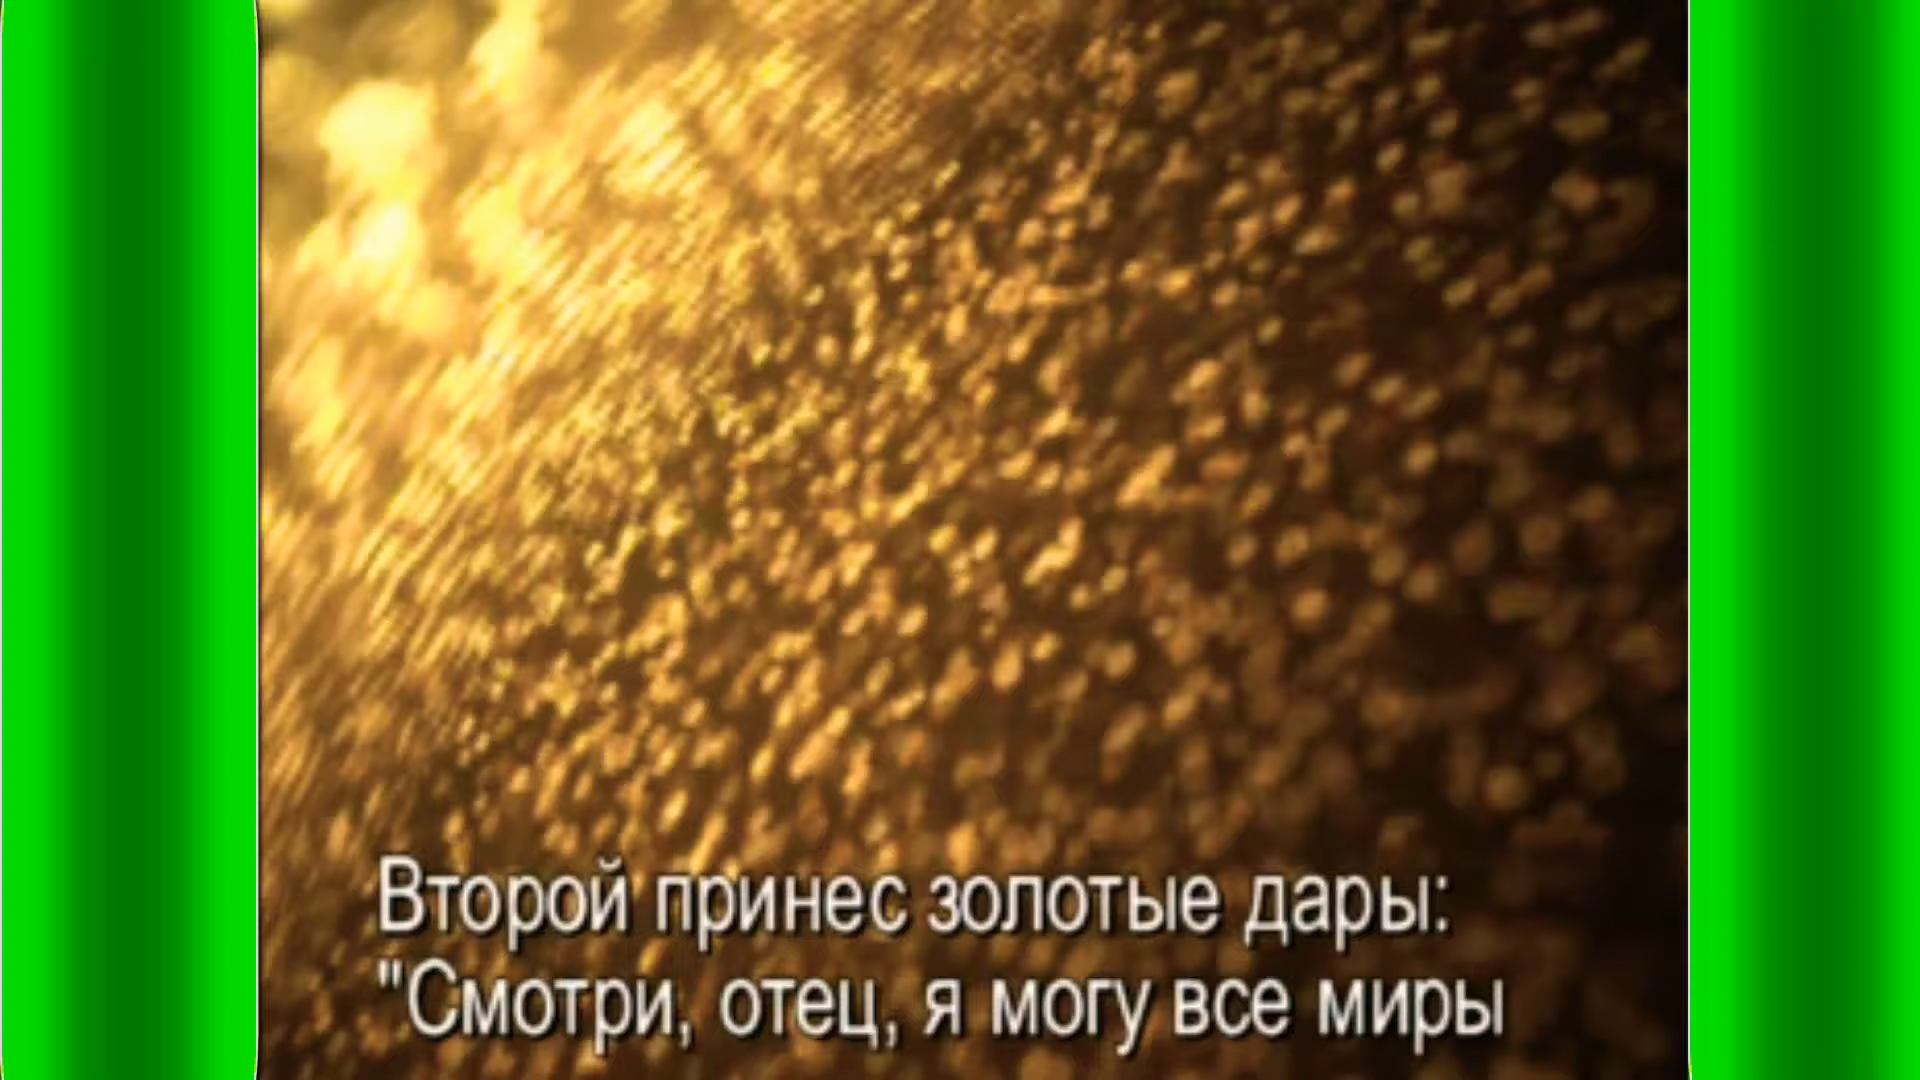 Второй принес золотые дары:
"Смотри, отец, я могу все миры